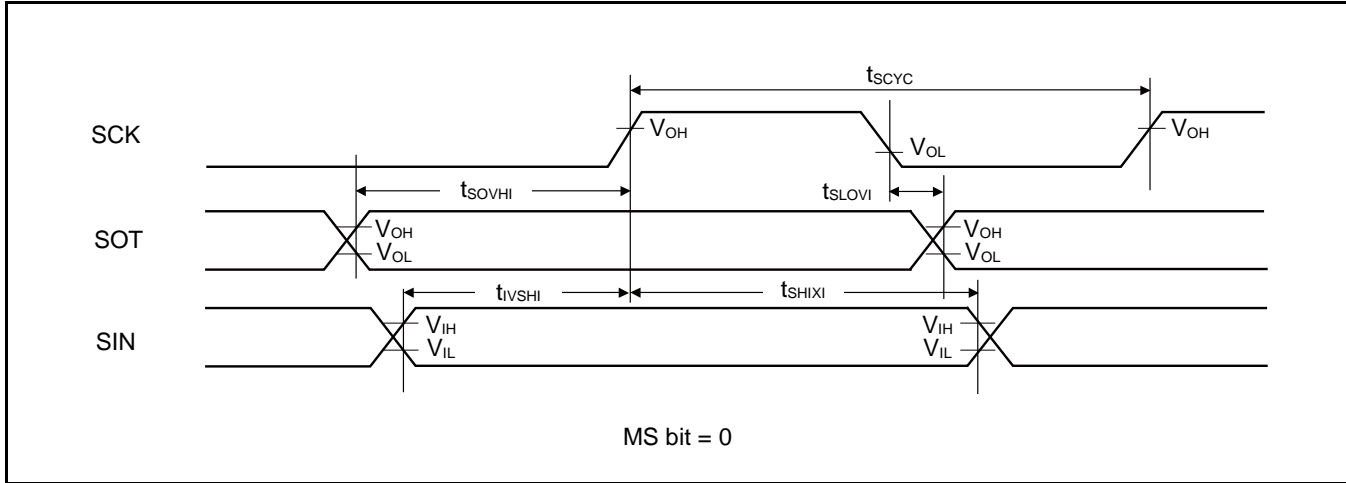 tSCYC
SCK
VOH
VOL
VOH
tSOVHI
tSLOVI
SOT
VOH
VOL
VOH
VOL
tIVSHI
tSHIXI
SIN
VIH
VIL
VIH
VIL
MS bit = 0